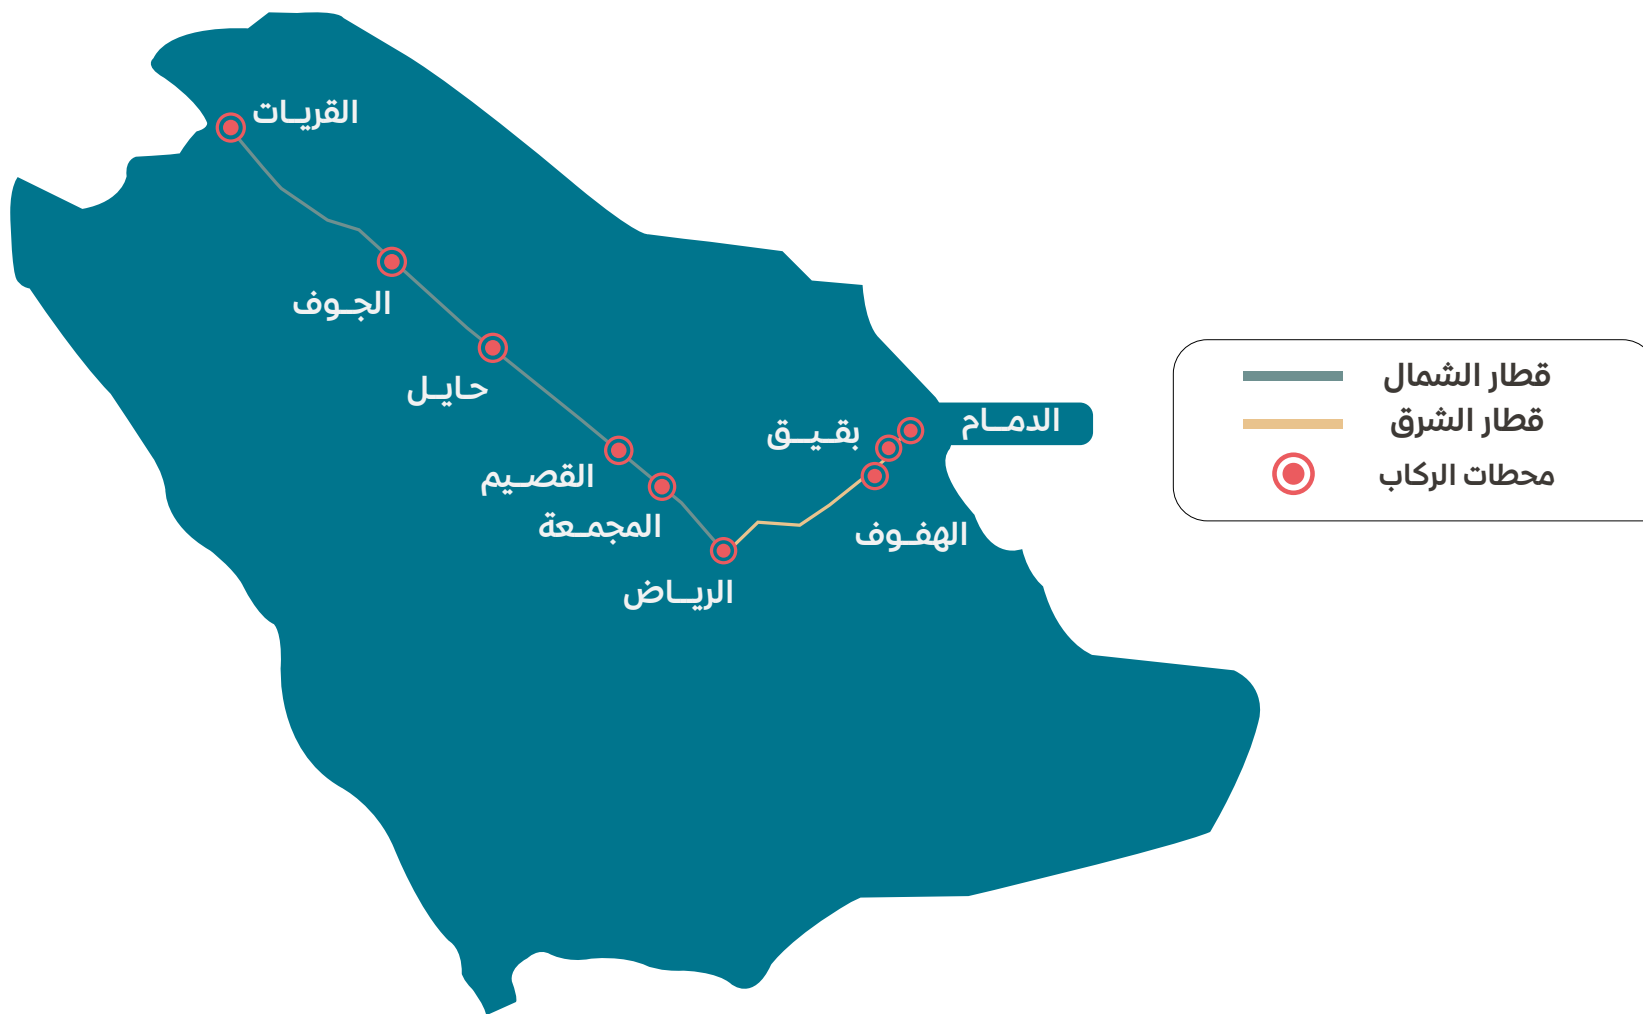 القريات
الجوف
حايل
القصيم
المجمعة
الرياض
بقيق
الدمام
الهفوف
قطار الشمال
قطار الشرق
محطات الركاب